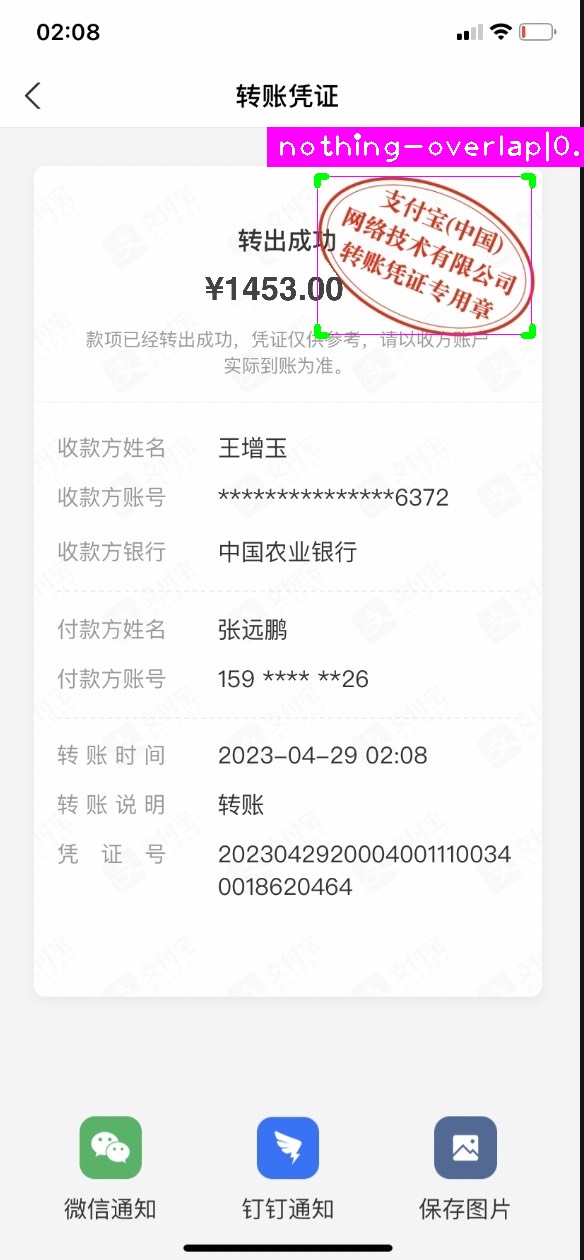 02:08
转账凭证
nothing-overlap|0.
支付宝(中国)
网络技术有限公司
转账凭证专用章
转出成功
¥1453.00
款项已经转出成功，凭证仅供参考，请以收方账户
实际到账为准。
收款方姓名 王增玉
收款方账号 ***************6372
收款方银行 中国农业银行
付款方姓名 张远鹏
付款方账号 159 **** **26
转账时间 2023-04-29 02:08
转账说明 转账
凭证号 2023042920004001110034
0018620464
微信通知 钉钉通知 保存图片